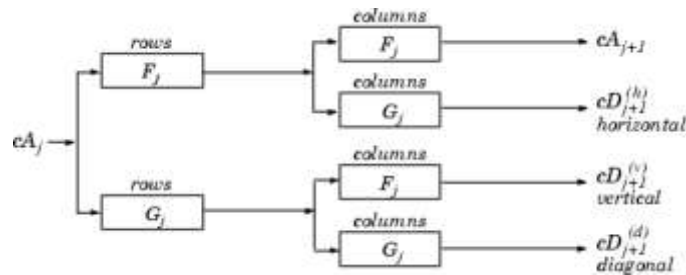 columns
rows
F_j
cA_{j+1}
F_j
columns
G_j
cD_{j+1}^{(h)}
horizontal
cA_j
columns
rows
F_j
cD_{j+1}^{(v)}
vertical
G_j
columns
G_j
cD_{j+1}^{(d)}
diagonal